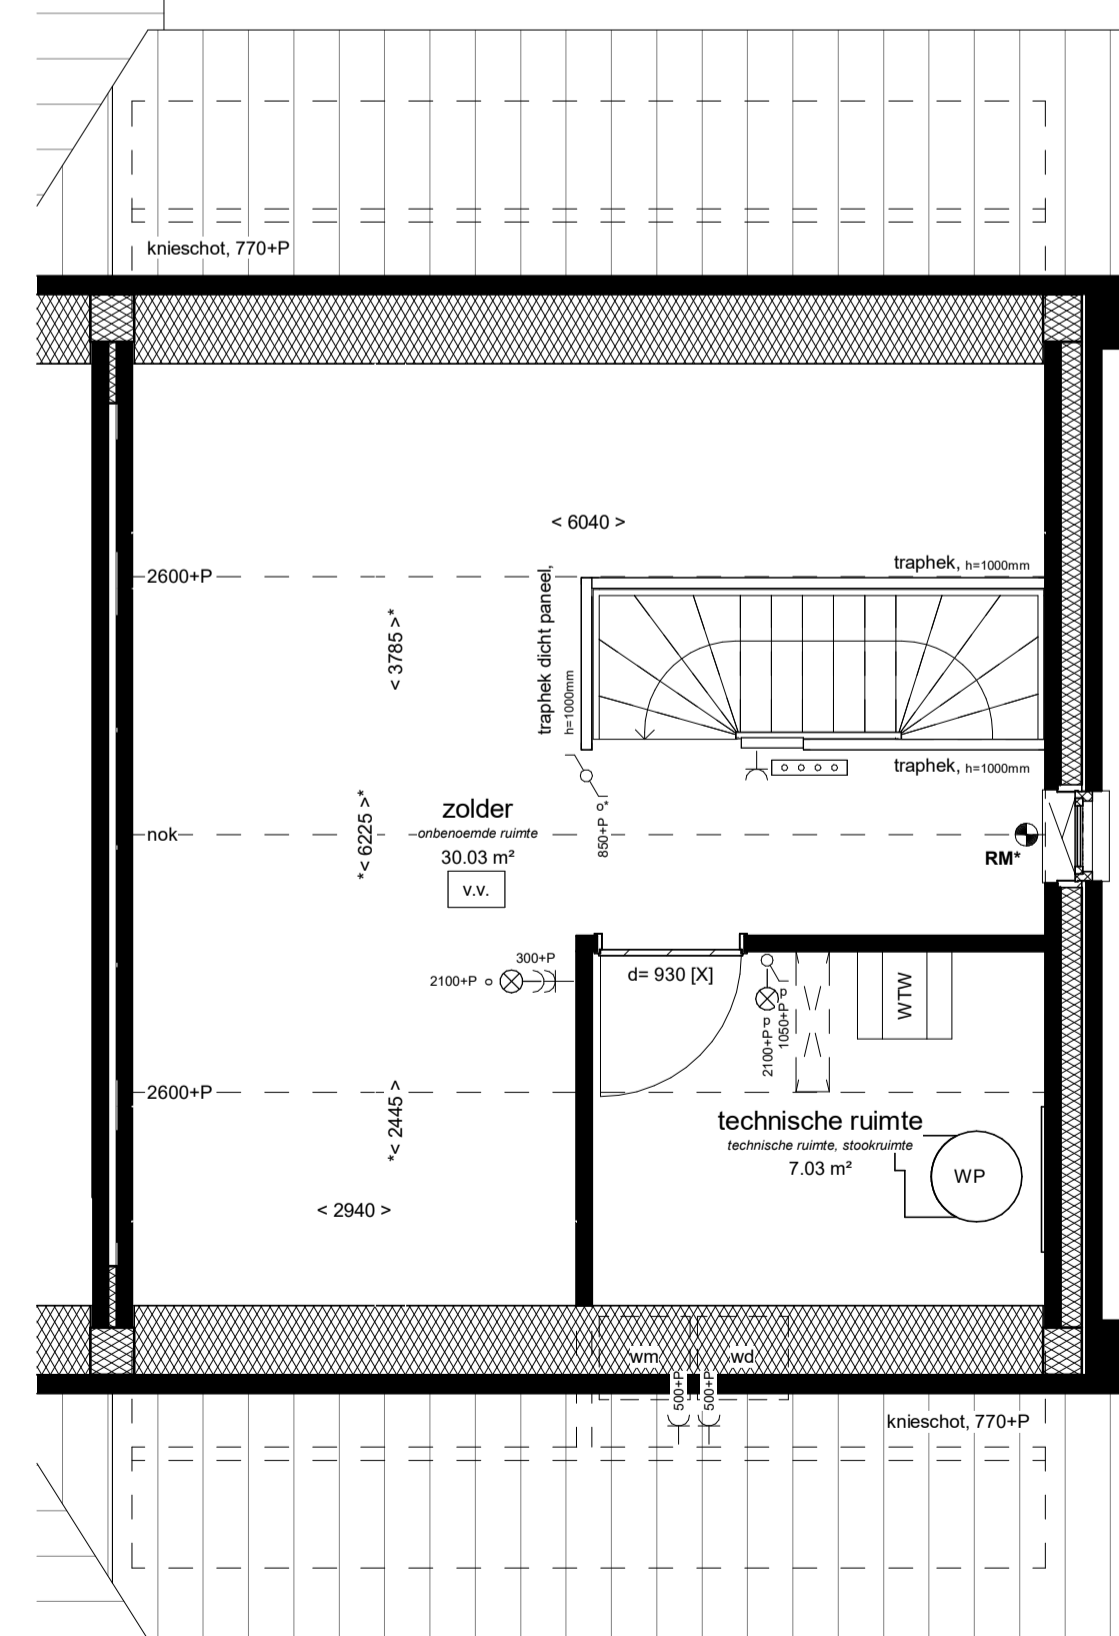 knieschot, 770+P
< 6040 >
traphek, h=1000mm
2600+P
traphek dicht paneel,
h=1000mm
< 3785 >*
traphek, h=1000mm
850+P
zolder
onbenoemde ruimte
30.03 m²
v.v.
nok
*< 6225 >*
RM*
300+P
2100+P
d= 930 [X]
p
1050+P
2100+P p
WTW
2600+P
*< 2445 >
technische ruimte
technische ruimte, stookruimte
7.03 m²
WP
< 2940 >
wm
wd
500+P
500+P
knieschot, 770+P